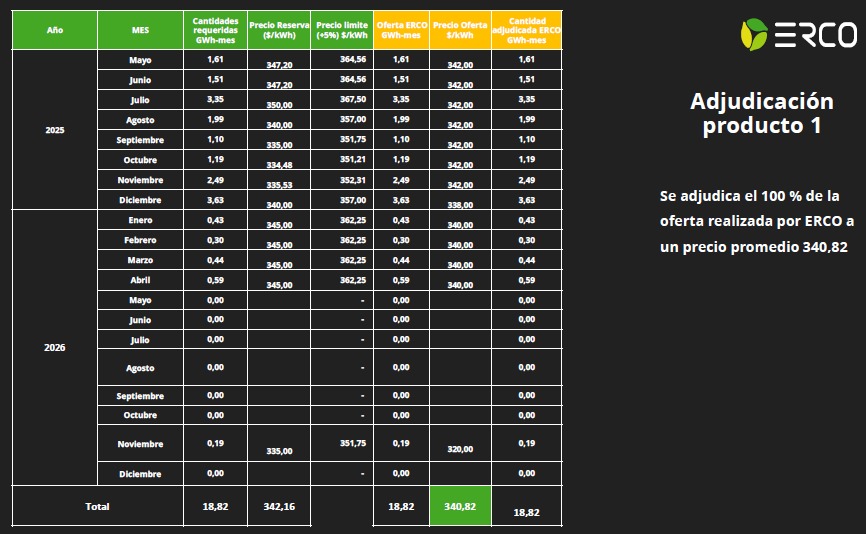 Año MES Cantidades requeridas GWh-mes Precio Reserva ($/kWh) Precio limite (+5%) $/kWh Oferta ERCO GWh-mes Precio Oferta $/kWh Cantidad adjudicada ERCO GWh-mes
2025
Mayo 1,61 347,20 364,56 1,61 342,00 1,61
Junio 1,51 347,20 364,56 1,51 342,00 1,51
Julio 3,35 350,00 367,50 3,35 342,00 3,35
Agosto 1,99 340,00 357,00 1,99 342,00 1,99
Septiembre 1,10 335,00 351,75 1,10 342,00 1,10
Octubre 1,19 334,48 351,21 1,19 342,00 1,19
Noviembre 2,49 335,53 352,31 2,49 342,00 2,49
Diciembre 3,63 340,00 357,00 3,63 338,00 3,63
2026
Enero 0,43 345,00 362,25 0,43 340,00 0,43
Febrero 0,30 345,00 362,25 0,30 340,00 0,30
Marzo 0,44 345,00 362,25 0,44 340,00 0,44
Abril 0,59 345,00 362,25 0,59 340,00 0,59
Mayo 0,00 - 0,00 0,00
Junio 0,00 - 0,00 0,00
Julio 0,00 - 0,00 0,00
Agosto 0,00 - 0,00 0,00
Septiembre 0,00 - 0,00 0,00
Octubre 0,00 - 0,00 0,00
Noviembre 0,19 335,00 351,75 0,19 320,00 0,19
Diciembre 0,00 - 0,00 0,00
Total 18,82 342,16 18,82 340,82 18,82
ERCO
Adjudicación
producto 1
Se adjudica el 100 % de la
oferta realizada por ERCO a
un precio promedio 340,82